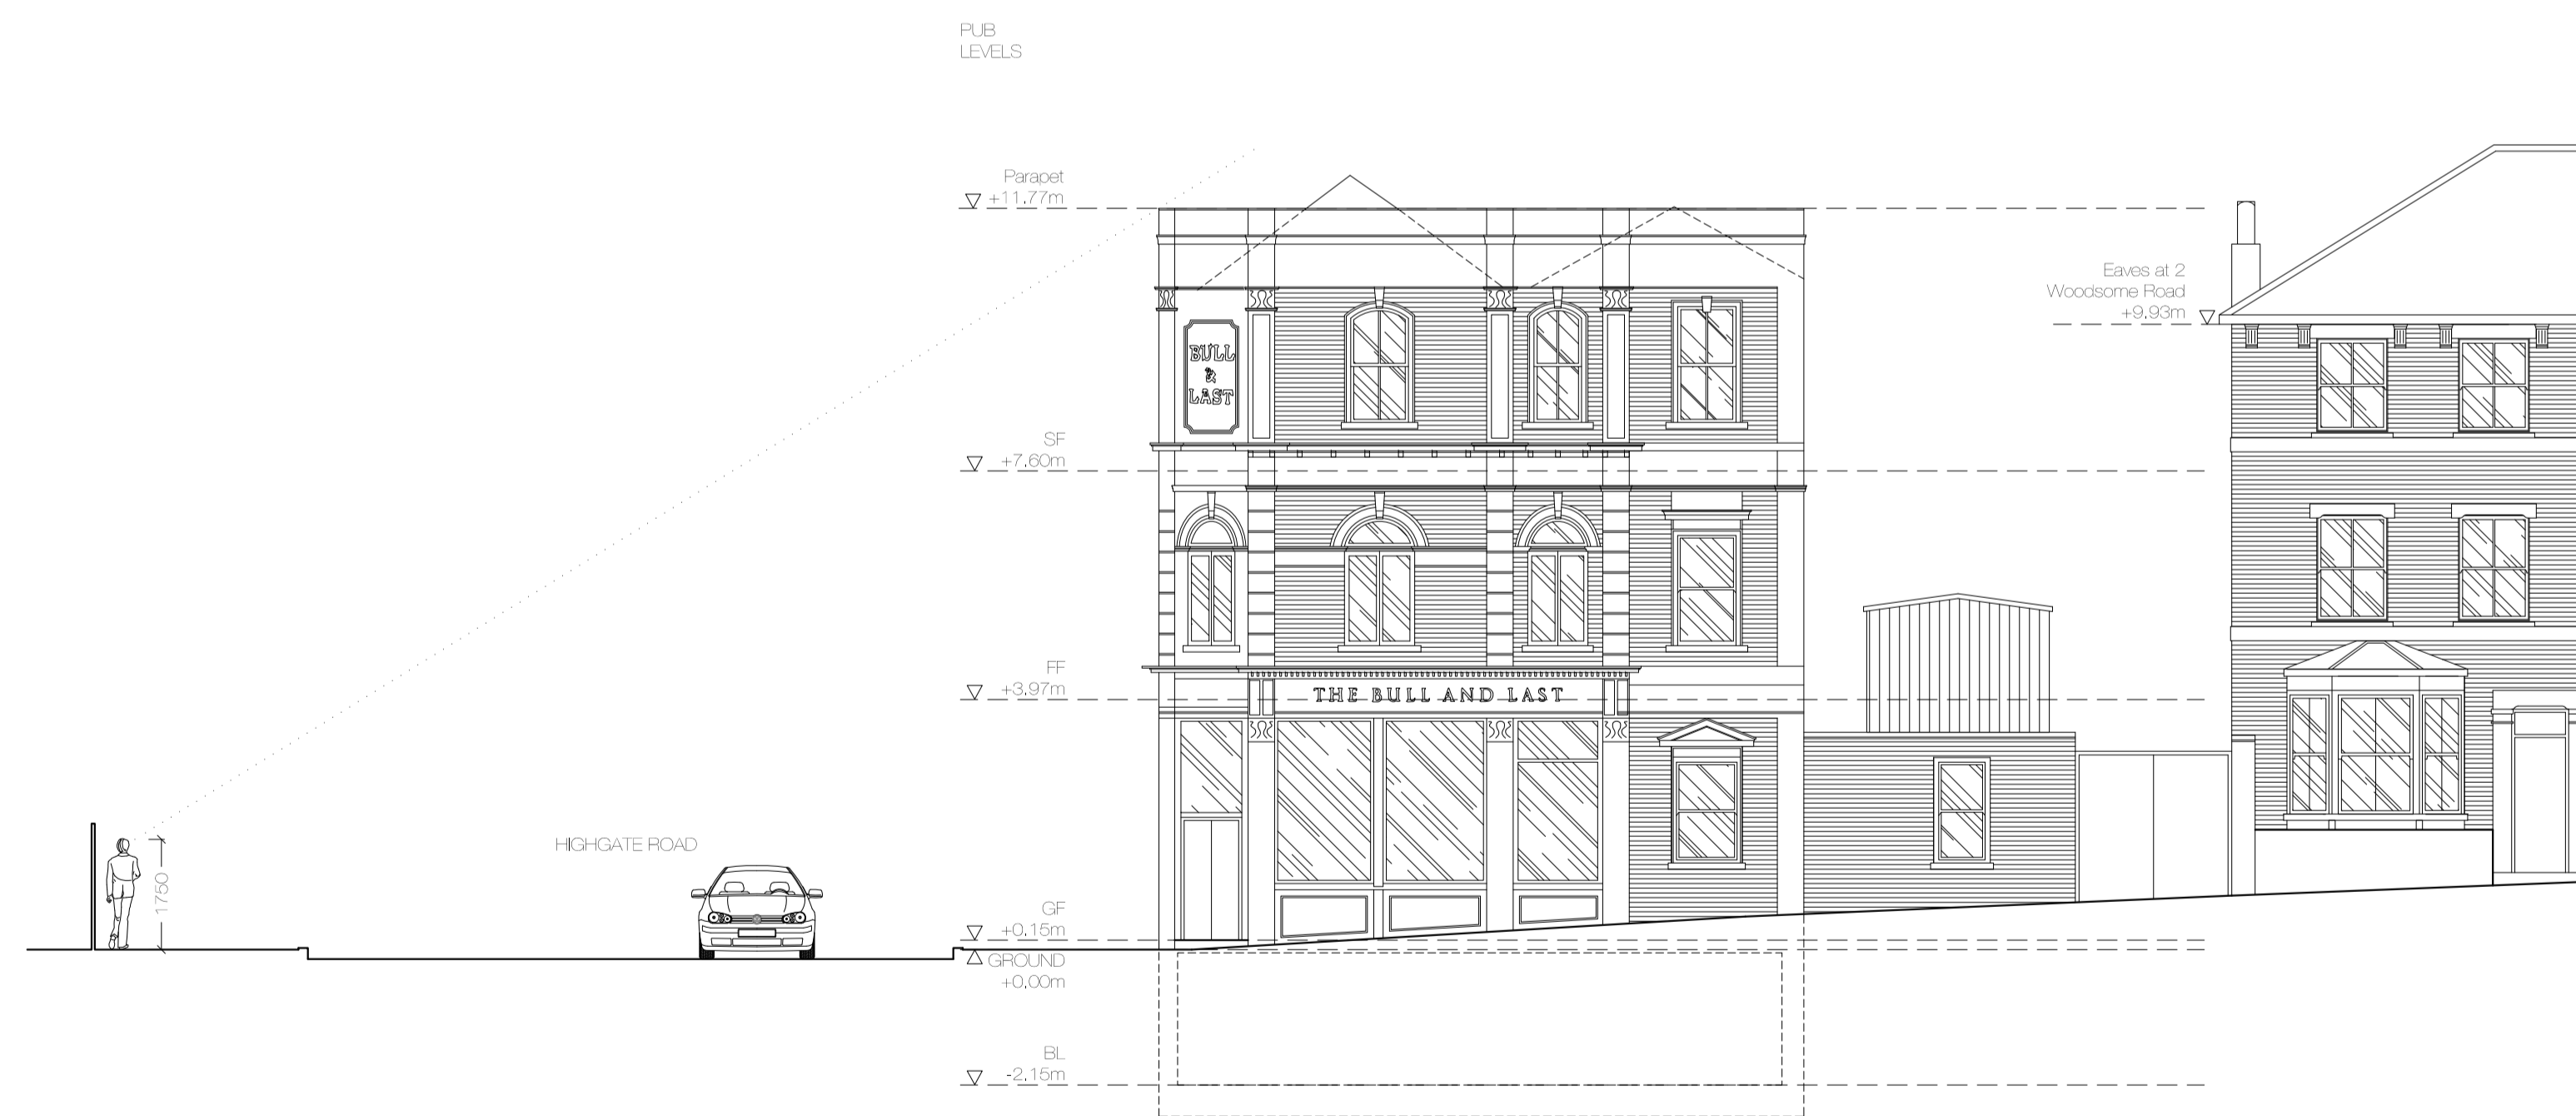 PUB
LEVELS
Parapet
+11.77m
Eaves at 2
Woodsome Road
+9.93m
BULL
&
LAST
SF
+7.60m
FF
+3.97m
THE BULL AND LAST
HIGHGATE ROAD
1750
GF
+0.15m
GROUND
+0.00m
BL
-2.15m